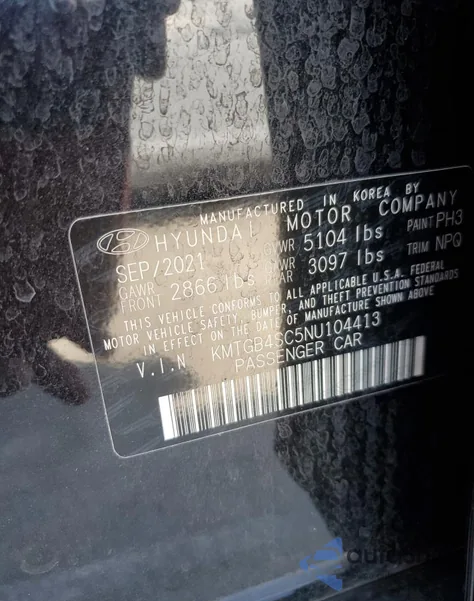 MANUFACTURED IN KOREA BY
HYUNDAI MOTOR COMPANY
SEP/2021 GVWR 5104 lbs PAINT PH3
GAWR FRONT 2866 lbs GAWR REAR 3097 lbs TRIM NPQ
THIS VEHICLE CONFORMS TO ALL APPLICABLE U.S.A. FEDERAL
MOTOR VEHICLE SAFETY, BUMPER, AND THEFT PREVENTION STANDARDS
IN EFFECT ON THE DATE OF MANUFACTURE SHOWN ABOVE
V.I.N KMTGB4SC5NU104413
PASSENGER CAR